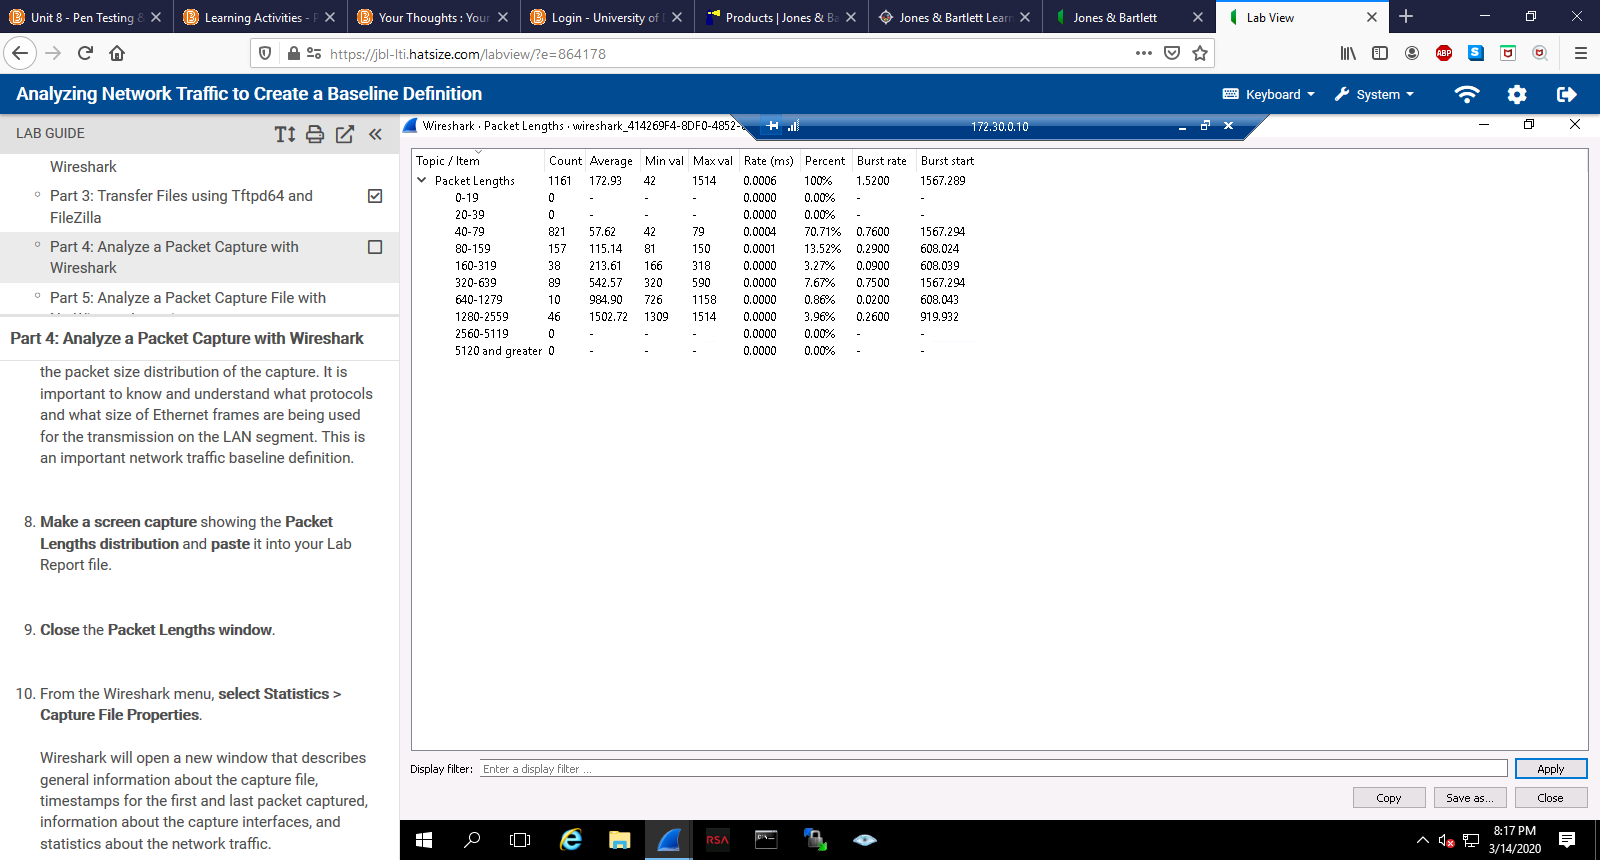 Unit 8 - Pen Testing &
Learning Activities -
Your Thoughts : Your
Login - University of
Products | Jones & Ba
Jones & Bartlett Lear
Jones & Bartlett
Lab View
https://jbl-lti.hatsize.com/labview/?e=864178
ABP
Analyzing Network Traffic to Create a Baseline Definition
Keyboard
System
LAB GUIDE
Wireshark
Part 3: Transfer Files using Tftpd64 and
FileZilla
Part 4: Analyze a Packet Capture with
Wireshark
Part 5: Analyze a Packet Capture File with
Part 4: Analyze a Packet Capture with Wireshark
the packet size distribution of the capture. It is
important to know and understand what protocols
and what size of Ethernet frames are being used
for the transmission on the LAN segment. This is
an important network traffic baseline definition.
8. Make a screen capture showing the Packet
Lengths distribution and paste it into your Lab
Report file.
9. Close the Packet Lengths window.
10. From the Wireshark menu, select Statistics >
Capture File Properties.
Wireshark will open a new window that describes
general information about the capture file,
timestamps for the first and last packet captured,
information about the capture interfaces, and
statistics about the network traffic.
Wireshark · Packet Lengths · wireshark_414269F4-8DF0-4852-
172.30.0.10
Topic / Item Count Average Min val Max val Rate (ms) Percent Burst rate Burst start
Packet Lengths 1161 172.93 42 1514 0.0006 100% 1.5200 1567.289
0-19 0 - - - 0.0000 0.00% - -
20-39 0 - - - 0.0000 0.00% - -
40-79 821 57.62 42 79 0.0004 70.71% 0.7600 1567.294
80-159 157 115.14 81 150 0.0001 13.52% 0.2900 608.024
160-319 38 213.61 166 318 0.0000 3.27% 0.0900 608.039
320-639 89 542.57 320 590 0.0000 7.67% 0.7500 1567.294
640-1279 10 984.90 726 1158 0.0000 0.86% 0.0200 608.043
1280-2559 46 1502.72 1309 1514 0.0000 3.96% 0.2600 919.932
2560-5119 0 - - - 0.0000 0.00% - -
5120 and greater 0 - - - 0.0000 0.00% - -
Display filter: Enter a display filter ...
Apply
Copy
Save as...
Close
RSA
8:17 PM
3/14/2020